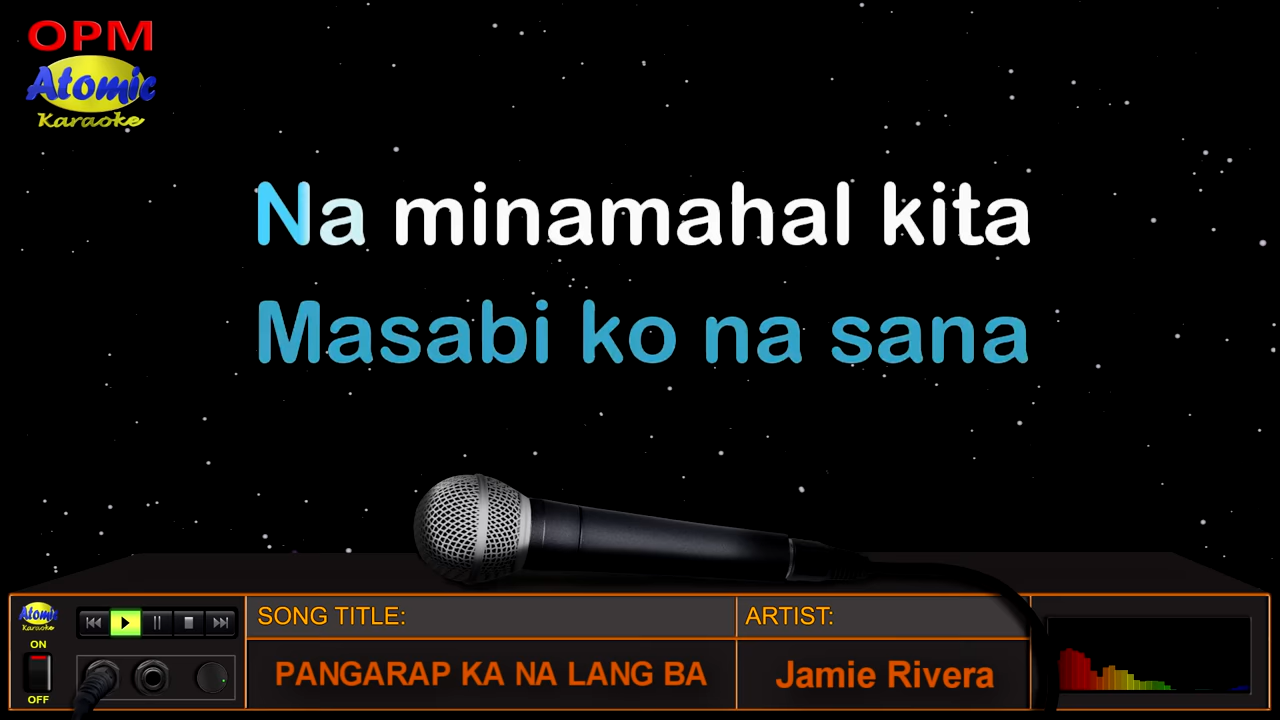 OPM
Atomic
Karaoke
Na minamahal kita
Masabi ko na sana
Atomic
Karaoke
ON
OFF
SONG TITLE:
PANGARAP KA NA LANG BA
ARTIST:
Jamie Rivera